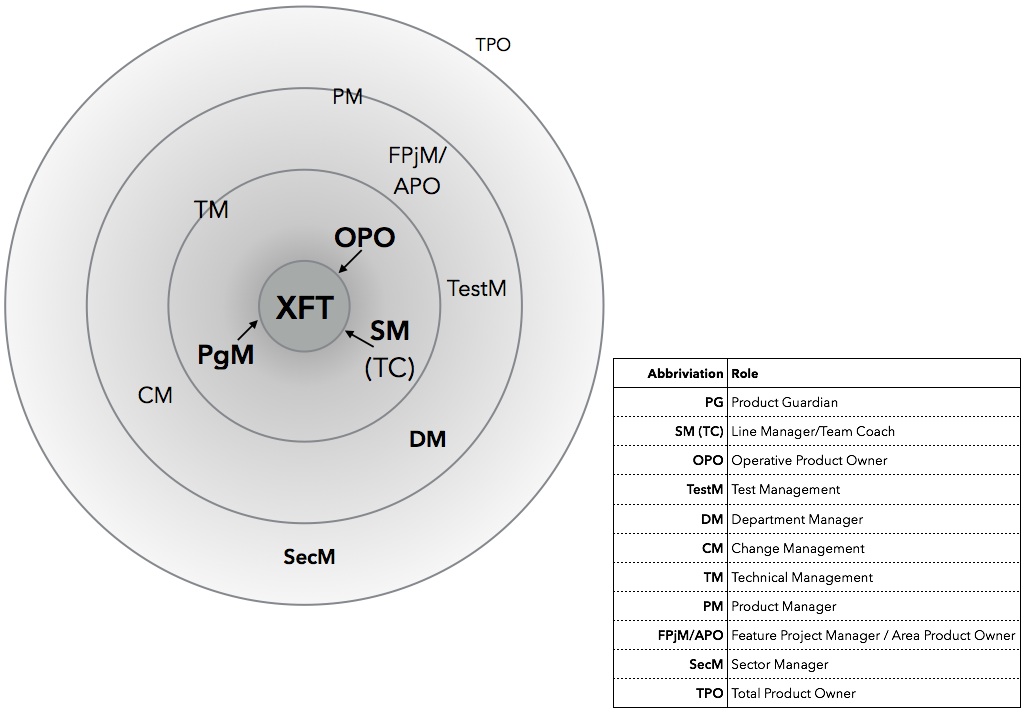 TPO
PM
FPjM/
APO
TM
OPO
TestM
XFT
SM
PgM
(TC)
CM
DM
SecM
Abbriviation Role
PG Product Guardian
SM (TC) Line Manager/Team Coach
OPO Operative Product Owner
TestM Test Management
DM Department Manager
CM Change Management
TM Technical Management
PM Product Manager
FPjM/APO Feature Project Manager / Area Product Owner
SecM Sector Manager
TPO Total Product Owner